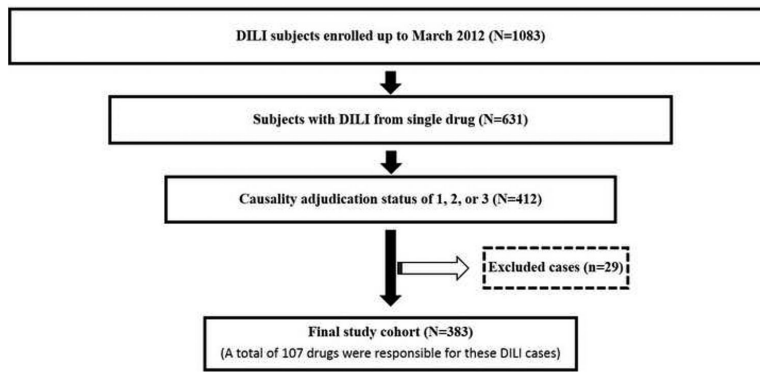 DILI subjects enrolled up to March 2012 (N=1083)
Subjects with DILI from single drug (N=631)
Causality adjudication status of 1, 2, or 3 (N=412)
Excluded cases (n=29)
Final study cohort (N=383)
(A total of 107 drugs were responsible for these DILI cases)